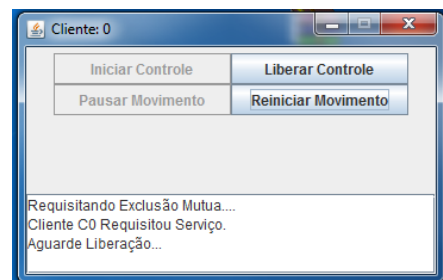 Cliente: 0
Iniciar Controle
Liberar Controle
Pausar Movimento
Reiniciar Movimento
Requisitando Exclusão Mutua....
Cliente C0 Requisitou Serviço.
Aguarde Liberação...